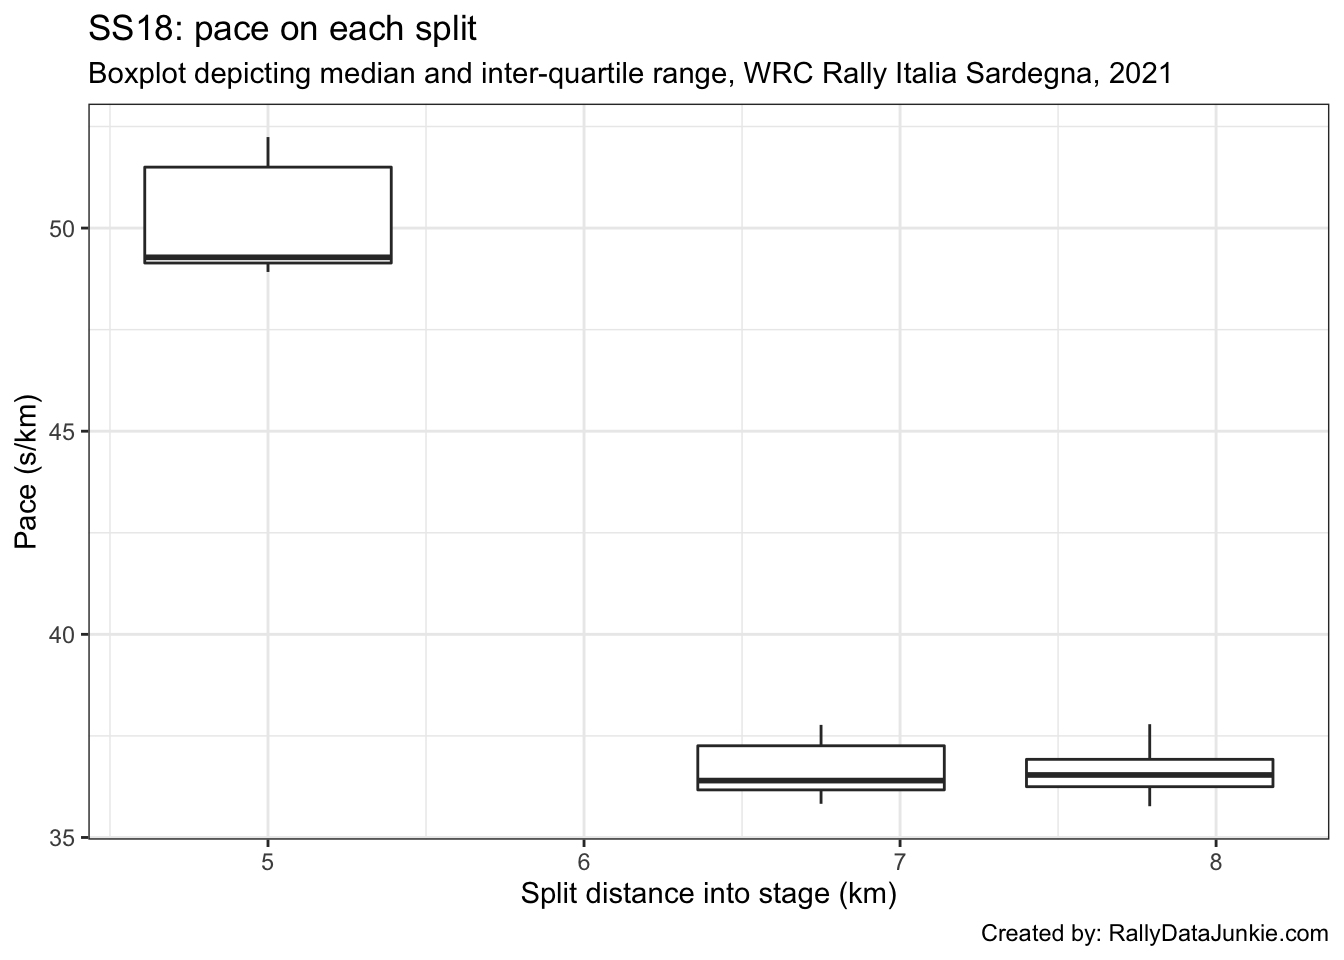 SS18: pace on each split
Boxplot depicting median and inter-quartile range, WRC Rally Italia Sardegna, 2021
Pace (s/km)
50
45
40
35
5 6 7 8
Split distance into stage (km)
Created by: RallyDataJunkie.com